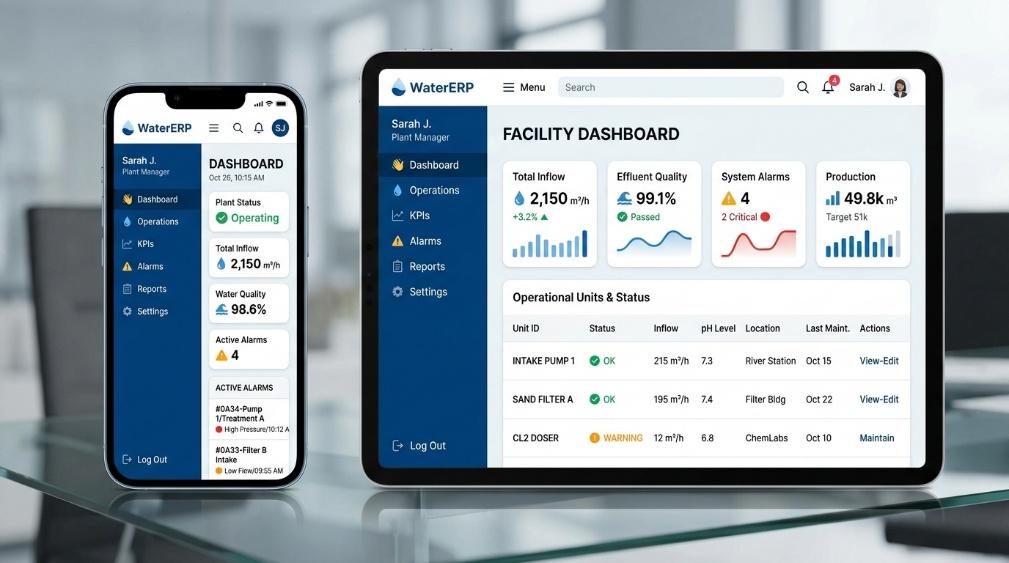 WaterERP
SJ
Sarah J.
Plant Manager
Dashboard
Operations
KPIs
Alarms
Reports
Settings
Log Out
DASHBOARD
Oct 26, 10:15 AM
Plant Status
Operating
Total Inflow
2,150 m³/h
Water Quality
98.6%
Active Alarms
4
ACTIVE ALARMS
#0A34-Pump
1/Treatment A
High Pressure/10:12 A
#0A33-Filter B
Intake
Low Fiew/09:55 AM
WaterERP
Menu
Search
4
Sarah J.
Sarah J.
Plant Manager
Dashboard
Operations
KPIs
Alarms
Reports
Settings
Log Out
FACILITY DASHBOARD
Total Inflow
2,150 m³/h
+3.2%
Effluent Quality
99.1%
Passed
System Alarms
4
2 Critical
Production
49.8k m³
Target 51k
Operational Units & Status
Unit ID Status Inflow pH Level Location Last Maint. Actions
INTAKE PUMP 1 OK 215 m³/h 7.3 River Station Oct 15 View-Edit
SAND FILTER A OK 195 m³/h 7.4 Filter Bldg Oct 22 View-Edit
CL2 DOSER WARNING 12 m³/h 6.8 ChemLabs Oct 10 Maintain